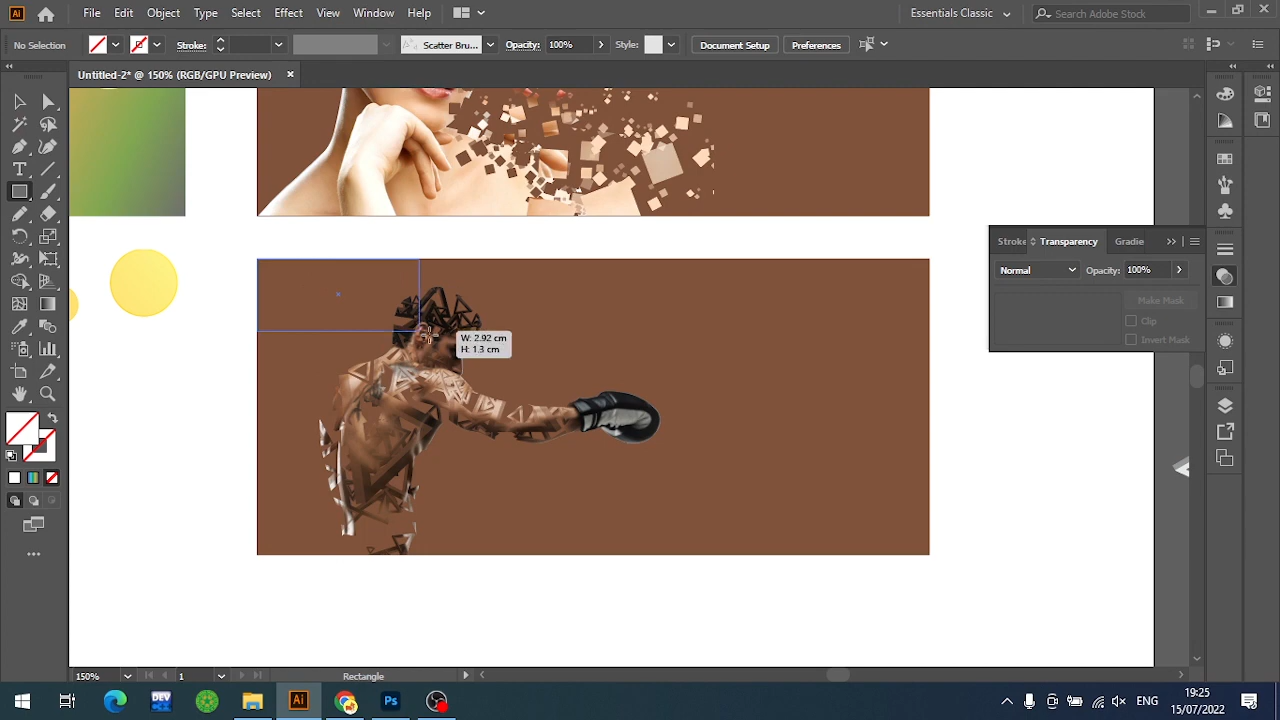 Ai File Edit Object Type Select Effect View Window Help Essentials Classic Search Adobe Stock
No Selection Stroke: Scatter Bru... Opacity: 100% Style: Document Setup Preferences
Untitled-2* @ 150% (RGB/GPU Preview)
Stroke Transparency Gradie
Normal Opacity: 100%
Make Mask
Clip
Invert Mask
W: 2.92 cm
H: 1.3 cm
150% 1 Rectangle
DEV Ai Ps ENG 19:25
15/07/2022